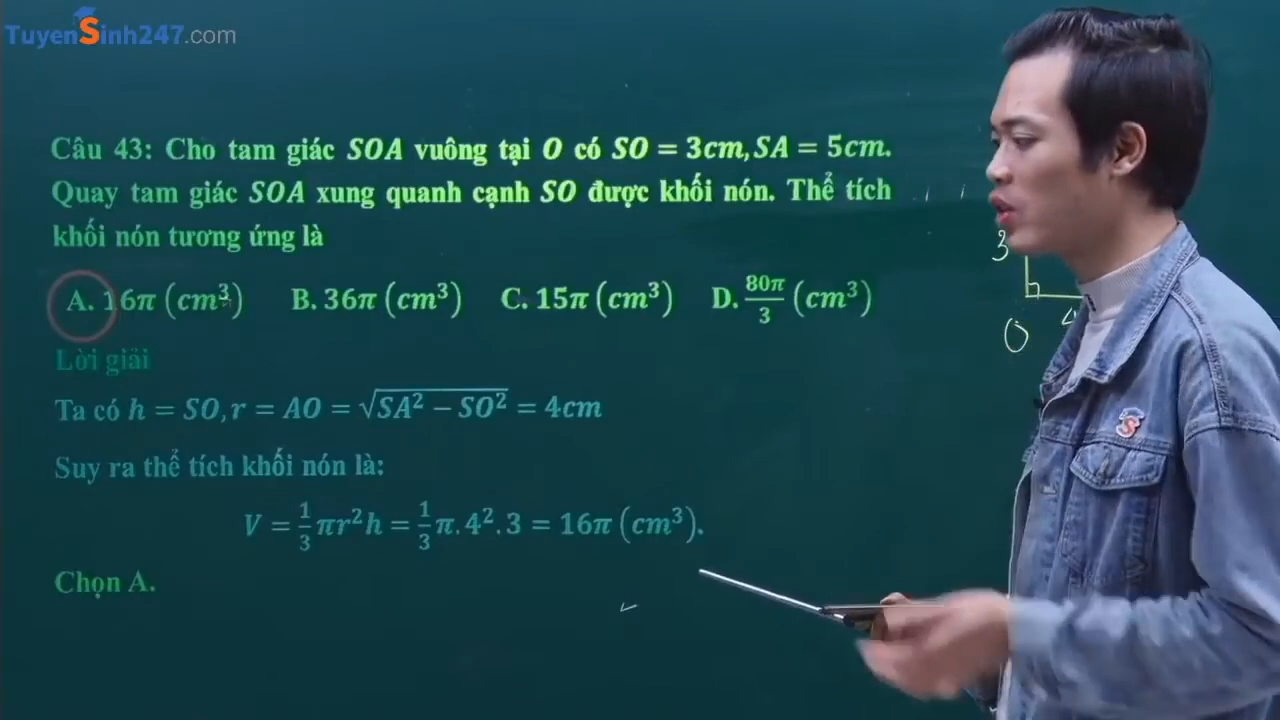 TuyenSinh247.com
Câu 43: Cho tam giác SOA vuông tại O có SO = 3cm, SA = 5cm.
Quay tam giác SOA xung quanh cạnh SO được khối nón. Thể tích
khối nón tương ứng là
A. 16π (cm³) B. 36π (cm³) C. 15π (cm³) D. 80π/3 (cm³)
3
O
4
Lời giải
Ta có h = SO, r = AO = √(SA² − SO²) = 4cm
Suy ra thể tích khối nón là:
V = 1/3 πr²h = 1/3 π. 4². 3 = 16π (cm³).
Chọn A.